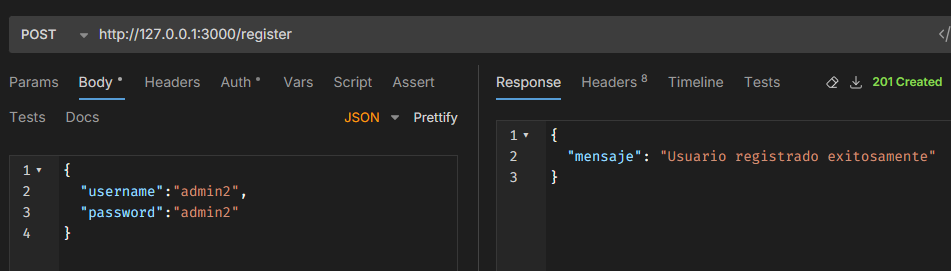 POST http://127.0.0.1:3000/register </
Params Body Headers Auth Vars Script Assert
Tests Docs JSON Prettify
1 {
2 "username":"admin2",
3 "password":"admin2"
4 }
Response Headers 8 Timeline Tests 201 Created
1 {
2 "mensaje": "Usuario registrado exitosamente"
3 }